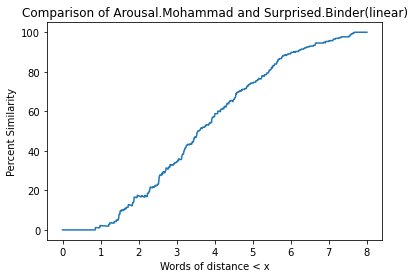 Comparison of Arousal.Mohammad and Surprised.Binder(linear)
100
80
60
40
20
0
Percent Similarity
0 1 2 3 4 5 6 7 8
Words of distance < x